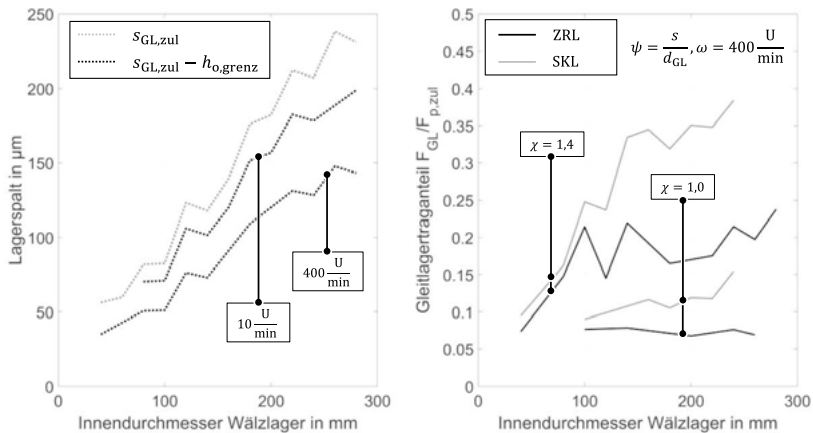 s_GL,zul
s_GL,zul − h_o,grenz
Lagerspalt in µm
250
200
150
100
50
0
10 U/min
400 U/min
0 100 200 300
Innendurchmesser Wälzlager in mm
ZRL
SKL
ψ = s/d_GL, ω = 400 U/min
Gleitlagertraganteil F_GL/F_p,zul
0.5
0.45
0.4
0.35
0.3
0.25
0.2
0.15
0.1
0.05
0
χ = 1,4
χ = 1,0
0 100 200 300
Innendurchmesser Wälzlager in mm